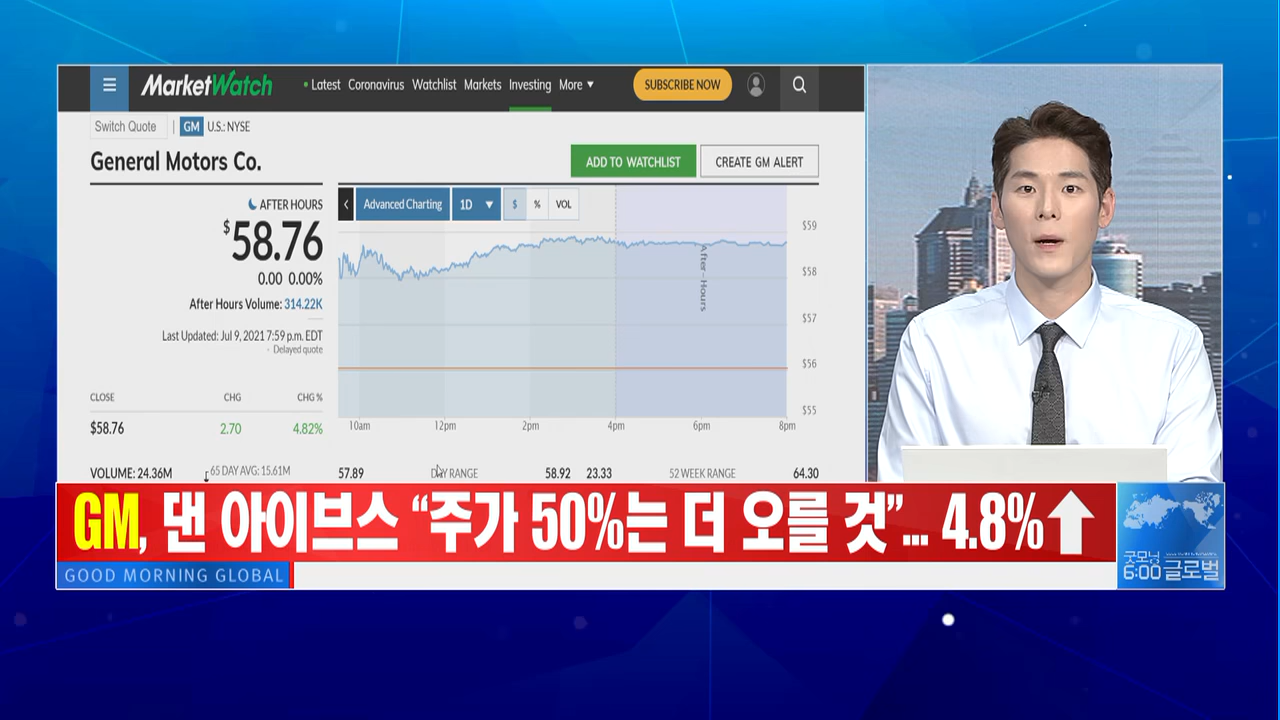 MarketWatch
Latest Coronavirus Watchlist Markets Investing More
SUBSCRIBE NOW
Switch Quote | GM U.S.: NYSE
General Motors Co.
ADD TO WATCHLIST
CREATE GM ALERT
AFTER HOURS
$58.76
0.00 0.00%
After Hours Volume: 314.22K
Last Updated: Jul 9, 2021 7:59 p.m. EDT
Delayed quote
CLOSE CHG CHG %
$58.76 2.70 4.82%
VOLUME: 24.36M 65 DAY AVG: 15.61M
Advanced Charting 1D $ % VOL
$59
$58
$57
$56
$55
After-Hours
10am 12pm 2pm 4pm 6pm 8pm
57.89 DAY RANGE 58.92 23.33 52 WEEK RANGE 64.30
GM, 댄 아이브스 “주가 50%는 더 오를 것”... 4.8%
GOOD MORNING GLOBAL
굿모닝
6:00 글로벌